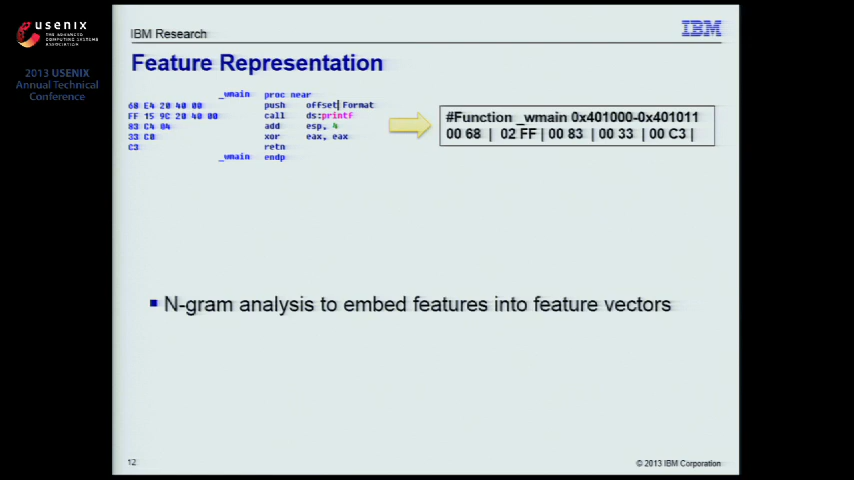 USENIX
THE ADVANCED COMPUTING SYSTEMS ASSOCIATION
2013 USENIX
Annual Technical
Conference
IBM Research
IBM
Feature Representation
_wmain proc near
68 E4 20 40 00 push offset Format
FF 15 9C 20 40 00 call ds:printf
83 C4 04 add esp, 4
33 C0 xor eax, eax
C3 retn
_wmain endp
#Function _wmain 0x401000-0x401011
00 68 | 02 FF | 00 83 | 00 33 | 00 C3 |
N-gram analysis to embed features into feature vectors
12
© 2013 IBM Corporation